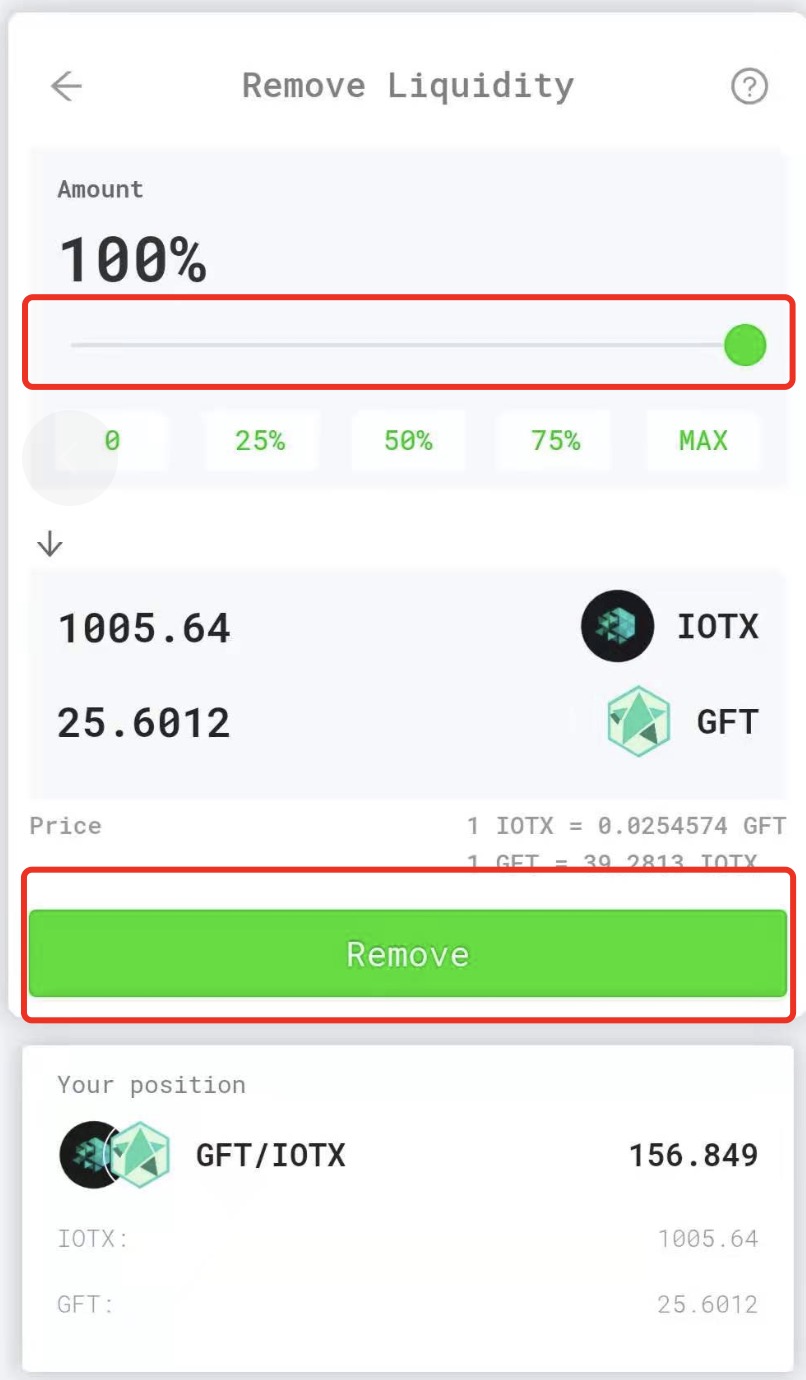 Remove Liquidity
?
Amount
100%
0 25% 50% 75% MAX
1005.64 IOTX
25.6012 GFT
Price 1 IOTX = 0.0254574 GFT
1 GFT = 39.2813 IOTX
Remove
Your position
GFT/IOTX 156.849
IOTX: 1005.64
GFT: 25.6012